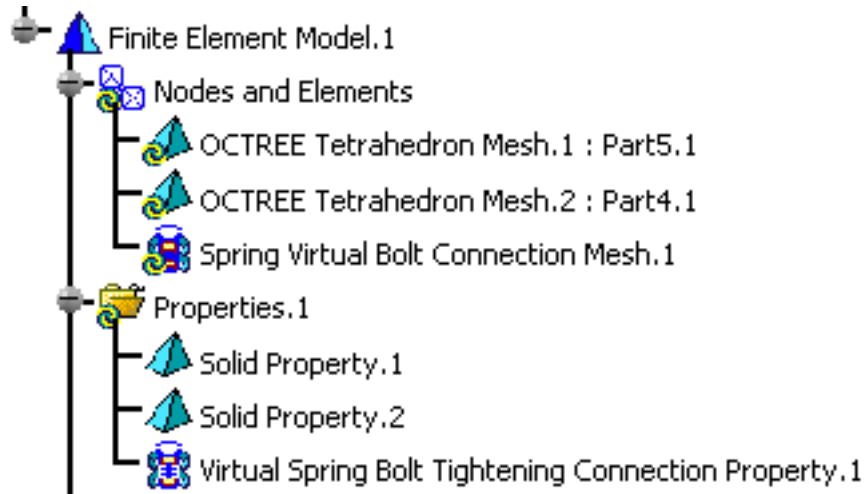 Finite Element Model.1
Nodes and Elements
OCTREE Tetrahedron Mesh.1 : Part5.1
OCTREE Tetrahedron Mesh.2 : Part4.1
Spring Virtual Bolt Connection Mesh.1
Properties.1
Solid Property.1
Solid Property.2
Virtual Spring Bolt Tightening Connection Property.1